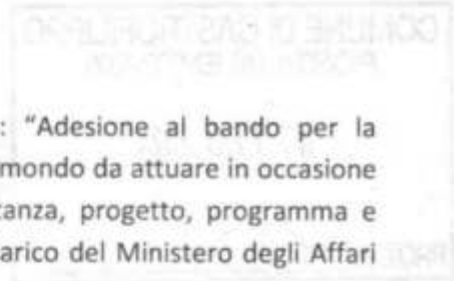 : "Adesione al bando per la
mondo da attuare in occasione
tanza, progetto, programma e
arico del Ministero degli Affari